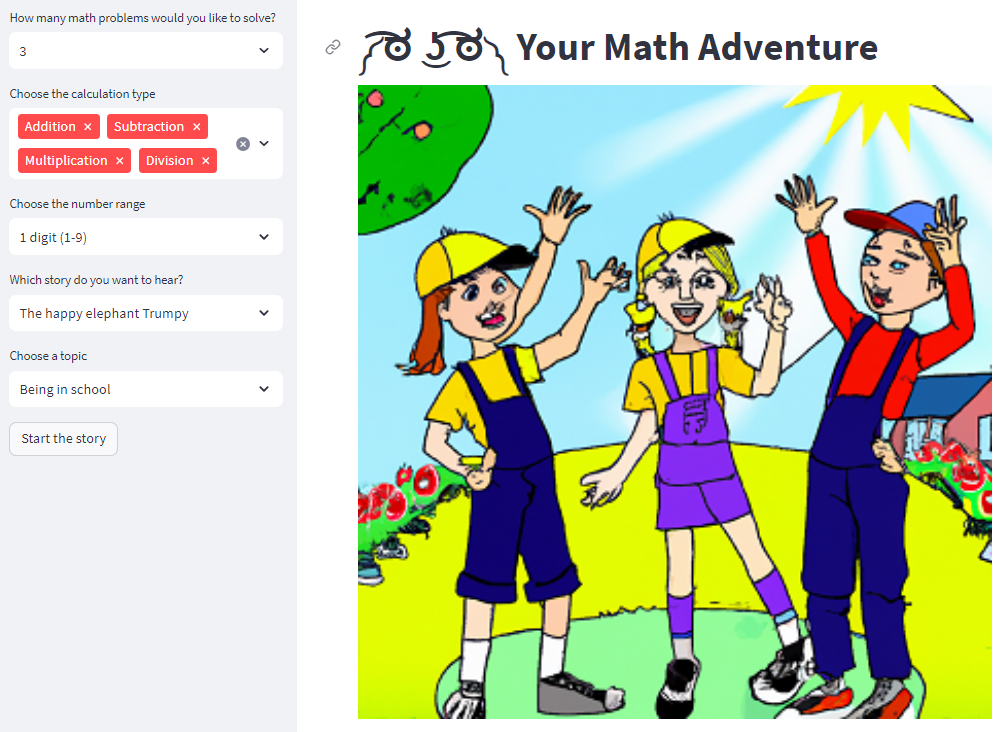 How many math problems would you like to solve?
3
Choose the calculation type
Addition × Subtraction ×
Multiplication × Division ×
Choose the number range
1 digit (1-9)
Which story do you want to hear?
The happy elephant Trumpy
Choose a topic
Being in school
Start the story
( ͡ಠ ͜ʖ ͡ಠ) Your Math Adventure